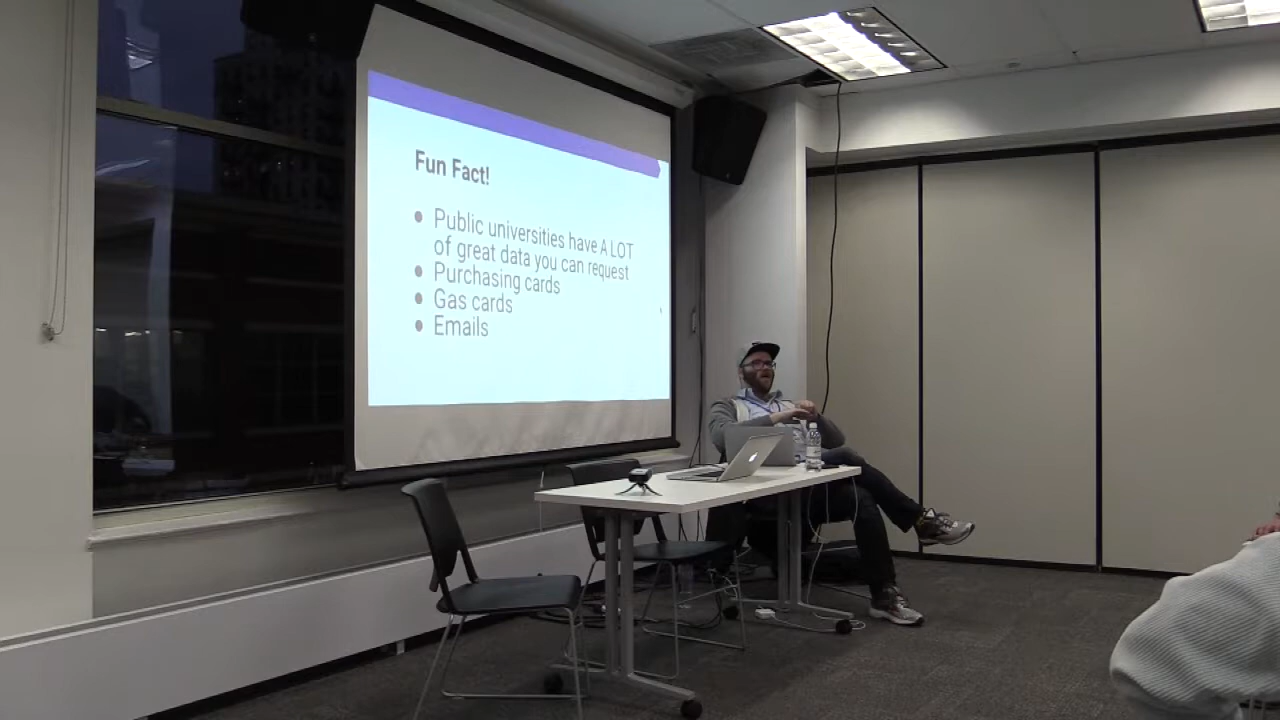 Fun Fact!
• Public universities have A LOT
of great data you can request
• Purchasing cards
• Gas cards
• Emails